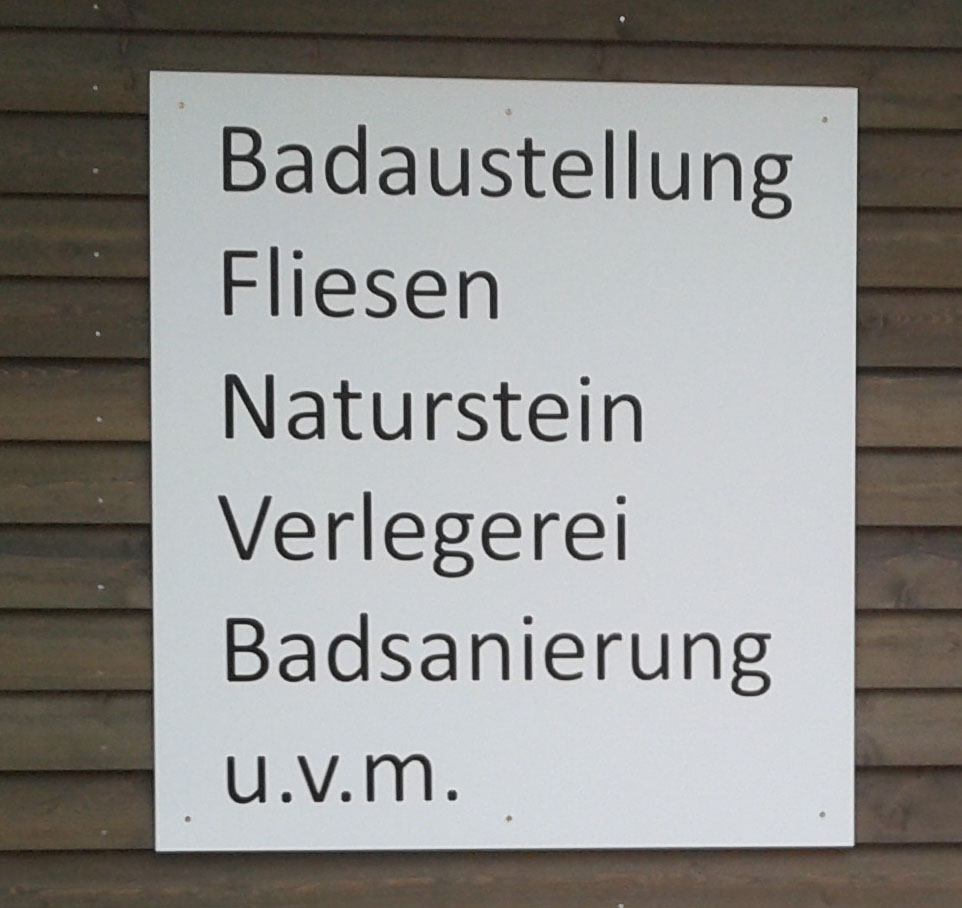 Badaustellung
Fliesen
Naturstein
Verlegerei
Badsanierung
u.v.m.